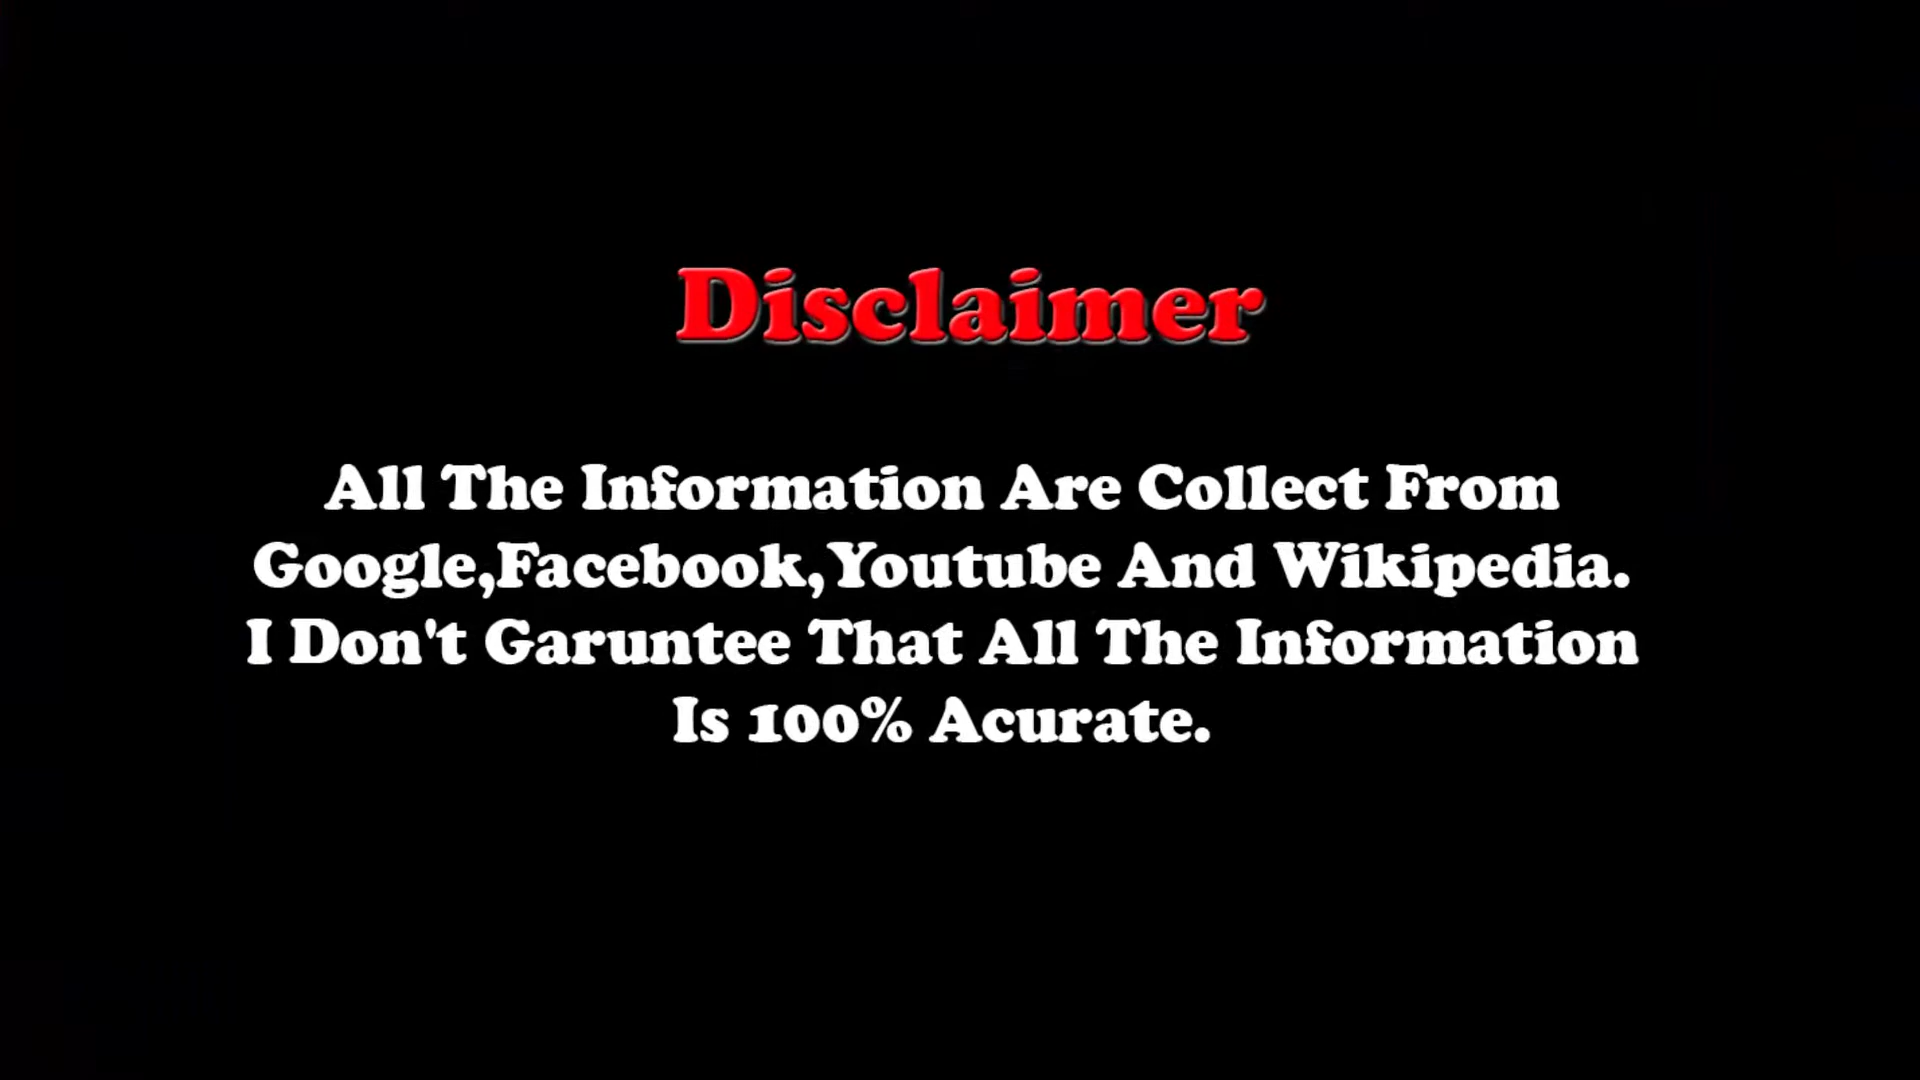 Disclaimer
All The Information Are Collect From
Google,Facebook,Youtube And Wikipedia.
I Don't Garuntee That All The Information
Is 100% Acurate.